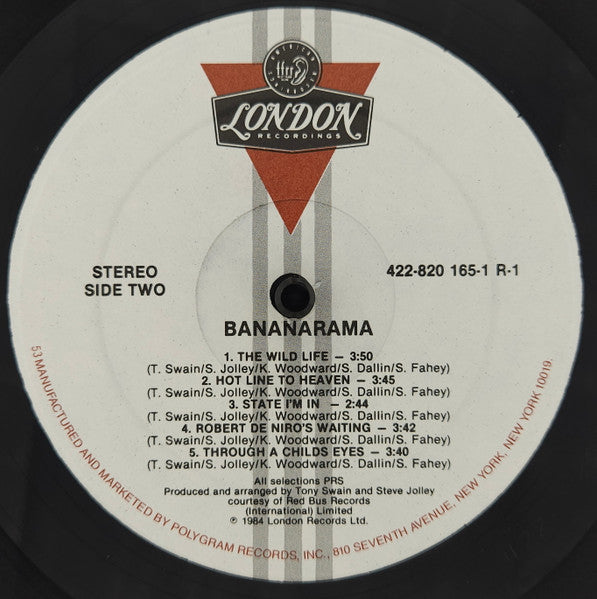 AMERICAN
ffrr
RECORDINGS
LONDON
RECORDINGS
STEREO
SIDE TWO
422-820 165-1 R-1
BANANARAMA
1. THE WILD LIFE — 3:50
(T. Swain/S. Jolley/K. Woodward/S. Dallin/S. Fahey)
2. HOT LINE TO HEAVEN — 3:45
(T. Swain/S. Jolley/K. Woodward/S. Dallin/S. Fahey)
3. STATE I'M IN — 2:44
(T. Swain/S. Jolley/K. Woodward/S. Dallin/S. Fahey)
4. ROBERT DE NIRO'S WAITING — 3:42
(T. Swain/S. Jolley/K. Woodward/S. Dallin/S. Fahey)
5. THROUGH A CHILDS EYES — 3:40
(T. Swain/S. Jolley/K. Woodward/S. Dallin/S. Fahey)
All selections PRS
Produced and arranged by Tony Swain and Steve Jolley
courtesy of Red Bus Records
(International) Limited
℗ 1984 London Records Ltd.
53 MANUFACTURED AND MARKETED BY POLYGRAM RECORDS, INC., 810 SEVENTH AVENUE, NEW YORK, NEW YORK 10019.